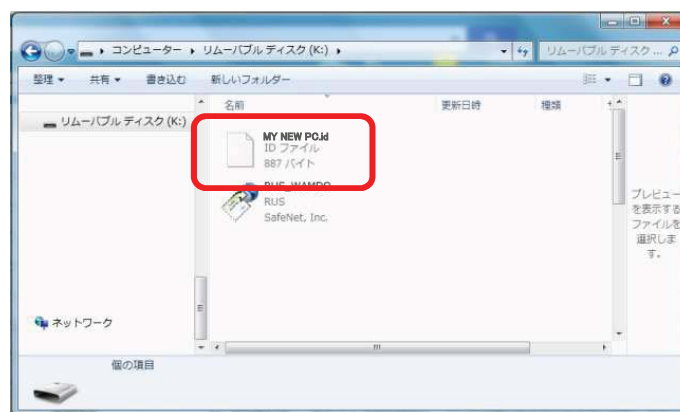 コンピューター ▸ リムーバブル ディスク (K:) ▸
リムーバブル ディスク ...
整理 ▼ 共有 ▼ 書き込む 新しいフォルダー
名前 更新日時 種類
リムーバブル ディスク (K:)
MY NEW PC.id
ID ファイル
887 バイト
RUS_WAMDO
RUS
SafeNet, Inc.
プレビュー
を表示する
ファイルを
選択しま
す。
ネットワーク
個の項目